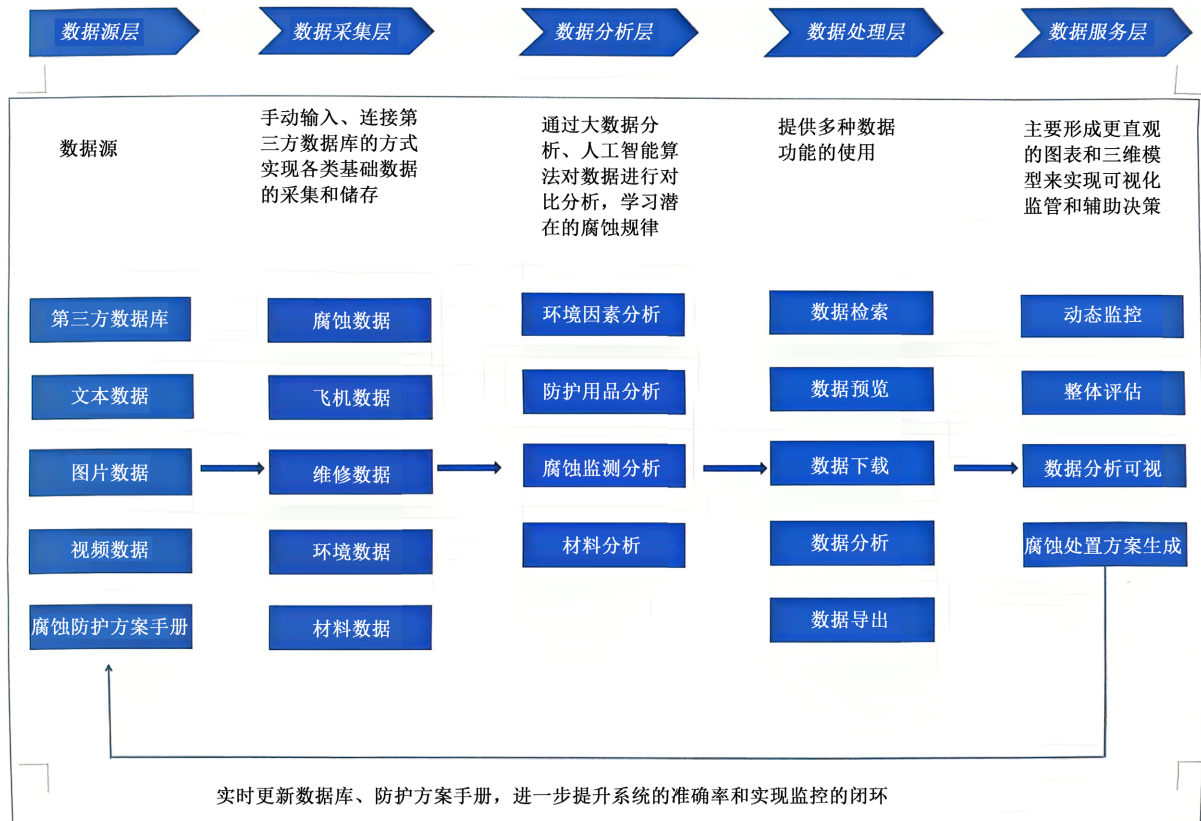 数据源层
数据采集层
数据分析层
数据处理层
数据服务层
数据源
手动输入、连接第
三方数据库的方式
实现各类基础数据
的采集和储存
通过大数据分
析、人工智能算
法对数据进行对
比分析，学习潜
在的腐蚀规律
提供多种数据
功能的使用
主要形成更直观
的图表和三维模
型来实现可视化
监管和辅助决策
第三方数据库
文本数据
图片数据
视频数据
腐蚀防护方案手册
腐蚀数据
飞机数据
维修数据
环境数据
材料数据
环境因素分析
防护用品分析
腐蚀监测分析
材料分析
数据检索
数据预览
数据下载
数据分析
数据导出
动态监控
整体评估
数据分析可视
腐蚀处置方案生成
实时更新数据库、防护方案手册，进一步提升系统的准确率和实现监控的闭环